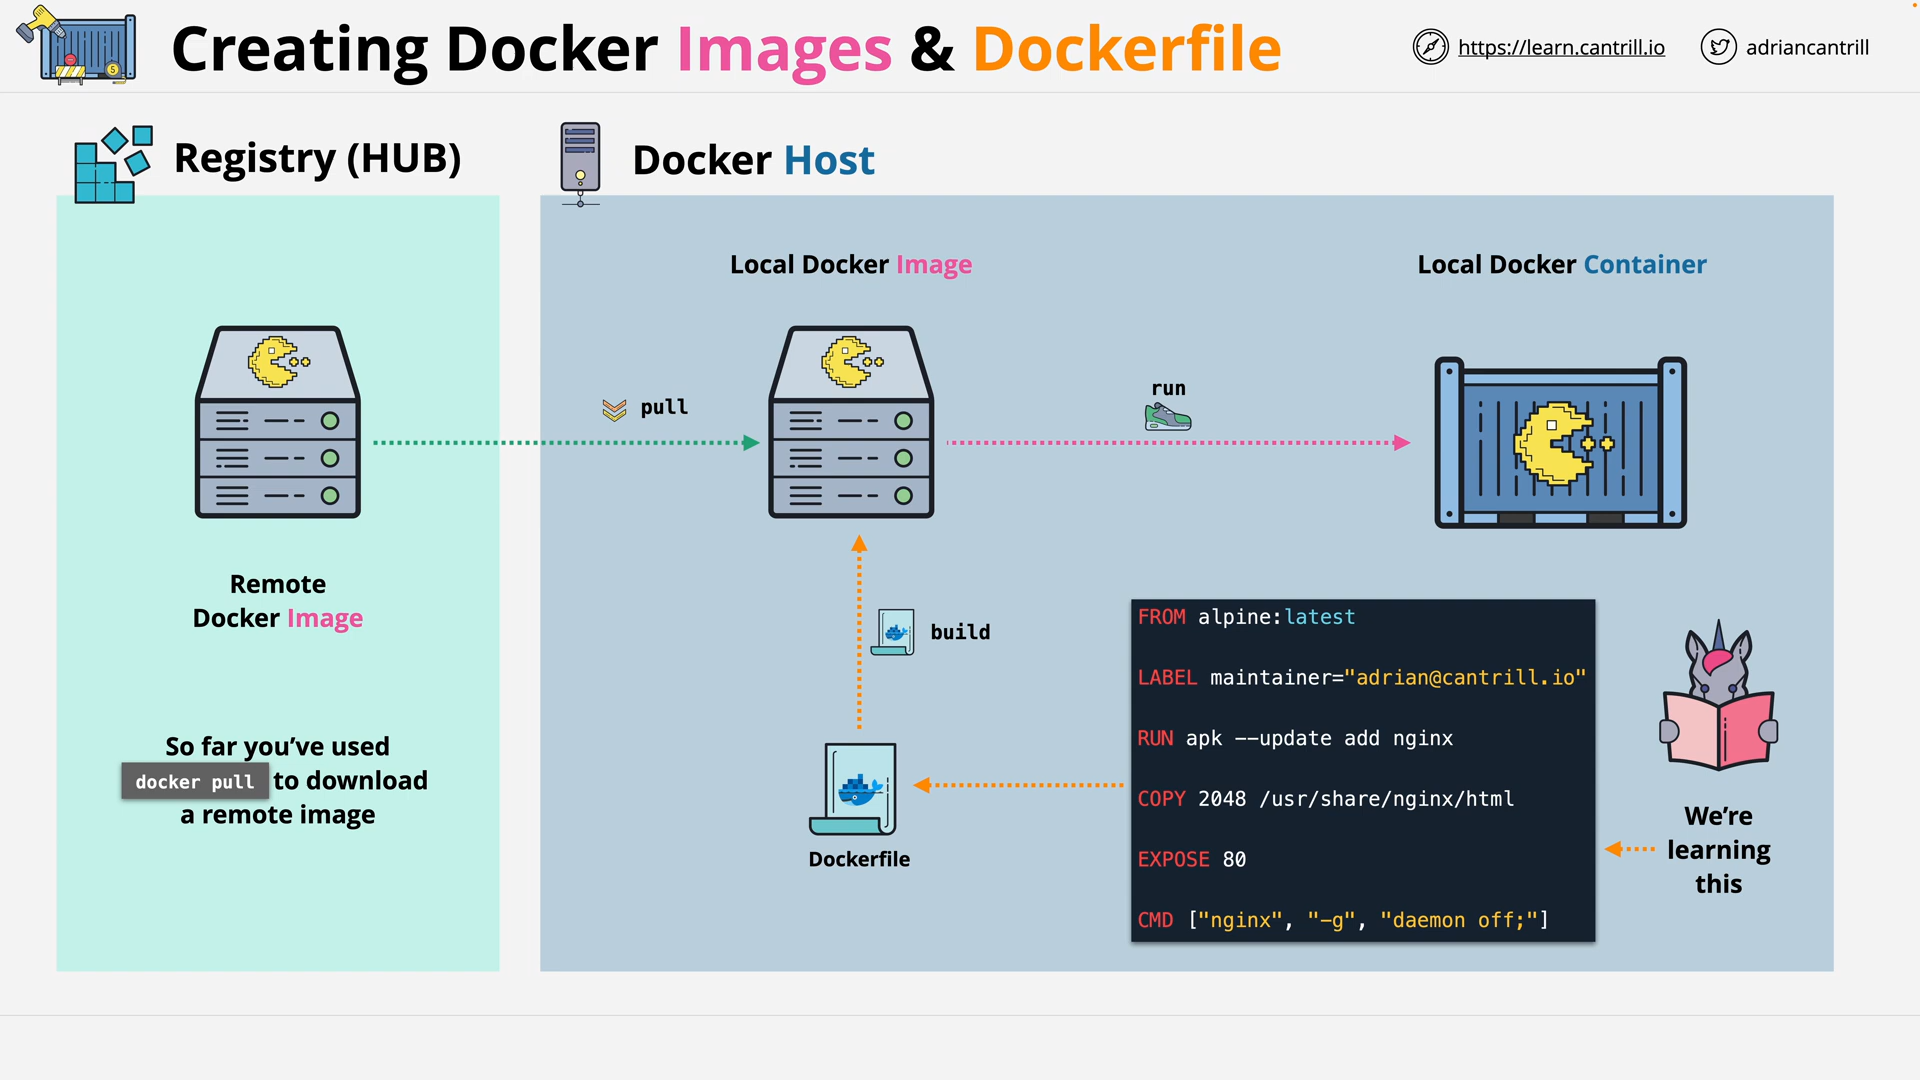 Creating Docker Images & Dockerfile
https://learn.cantrill.io
adriancantrill
Registry (HUB)
Docker Host
Local Docker Image
Local Docker Container
pull
run
Remote
Docker Image
build
So far you've used
docker pull to download
a remote image
Dockerfile
FROM alpine:latest
LABEL maintainer="adrian@cantrill.io"
RUN apk --update add nginx
COPY 2048 /usr/share/nginx/html
EXPOSE 80
CMD ["nginx", "-g", "daemon off;"]
We're
learning
this